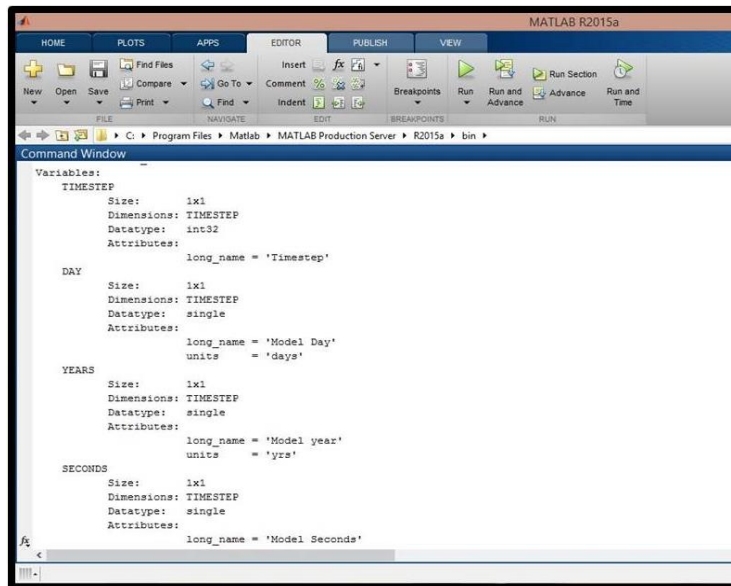 MATLAB R2015a
HOME PLOTS APPS EDITOR PUBLISH VIEW
New Open Save
Find Files
Compare
Print
Go To
Find
Insert fx
Comment
Indent
Breakpoints
Run
Run and Advance
Run Section
Advance
Run and Time
FILE NAVIGATE EDIT BREAKPOINTS RUN
C: Program Files Matlab MATLAB Production Server R2015a bin
Command Window
Variables:
TIMESTEP
Size: 1x1
Dimensions: TIMESTEP
Datatype: int32
Attributes:
long_name = 'Timestep'
DAY
Size: 1x1
Dimensions: TIMESTEP
Datatype: single
Attributes:
long_name = 'Model Day'
units = 'days'
YEARS
Size: 1x1
Dimensions: TIMESTEP
Datatype: single
Attributes:
long_name = 'Model year'
units = 'yrs'
SECONDS
Size: 1x1
Dimensions: TIMESTEP
Datatype: single
Attributes:
long_name = 'Model Seconds'
fx